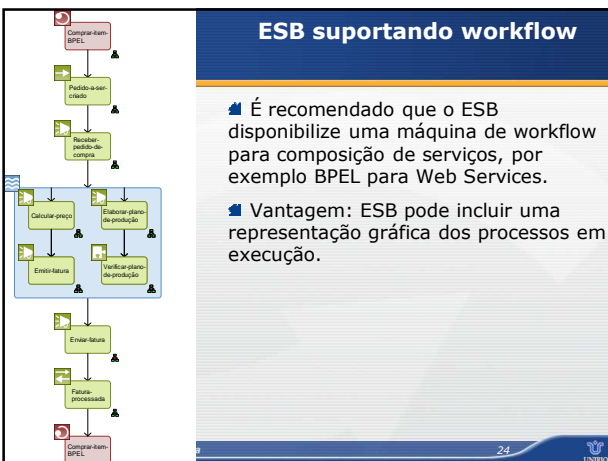 ESB suportando workflow
É recomendado que o ESB
disponibilize uma máquina de workflow
para composição de serviços, por
exemplo BPEL para Web Services.
Vantagem: ESB pode incluir uma
representação gráfica dos processos em
execução.
Comprar-item-
BPEL
Pedido-a-ser-
criado
Receber-
pedido-de-
compra
Calcular-preço
Elaborar-plano-
de-produção
Emitir-fatura
Verificar-plano-
de-produção
Enviar-fatura
Fatura-
processada
Comprar-item-
BPEL
24
UNIRIO